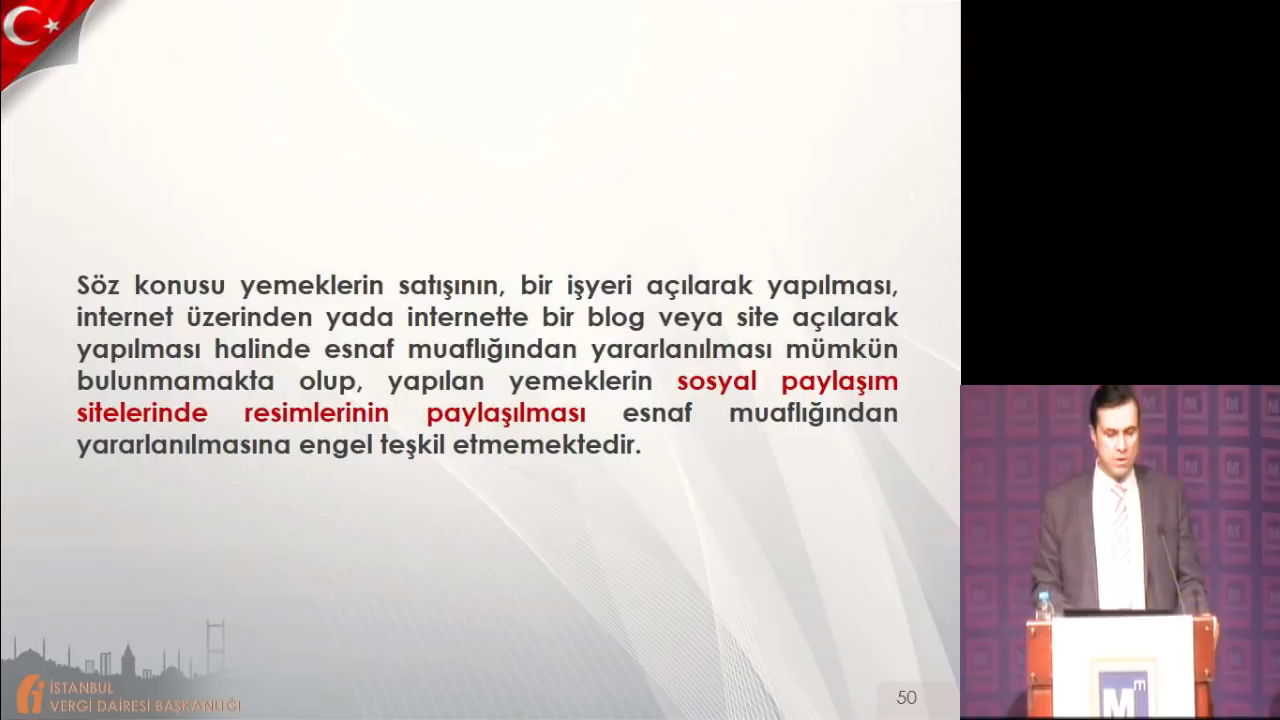 Söz konusu yemeklerin satışının, bir işyeri açılarak yapılması,
internet üzerinden yada internette bir blog veya site açılarak
yapılması halinde esnaf muaflığından yararlanılması mümkün
bulunmamakta olup, yapılan yemeklerin sosyal paylaşım
sitelerinde resimlerinin paylaşılması esnaf muaflığından
yararlanılmasına engel teşkil etmemektedir.
İSTANBUL
VERGİ DAİRESİ BAŞKANLIĞI
50
Mm